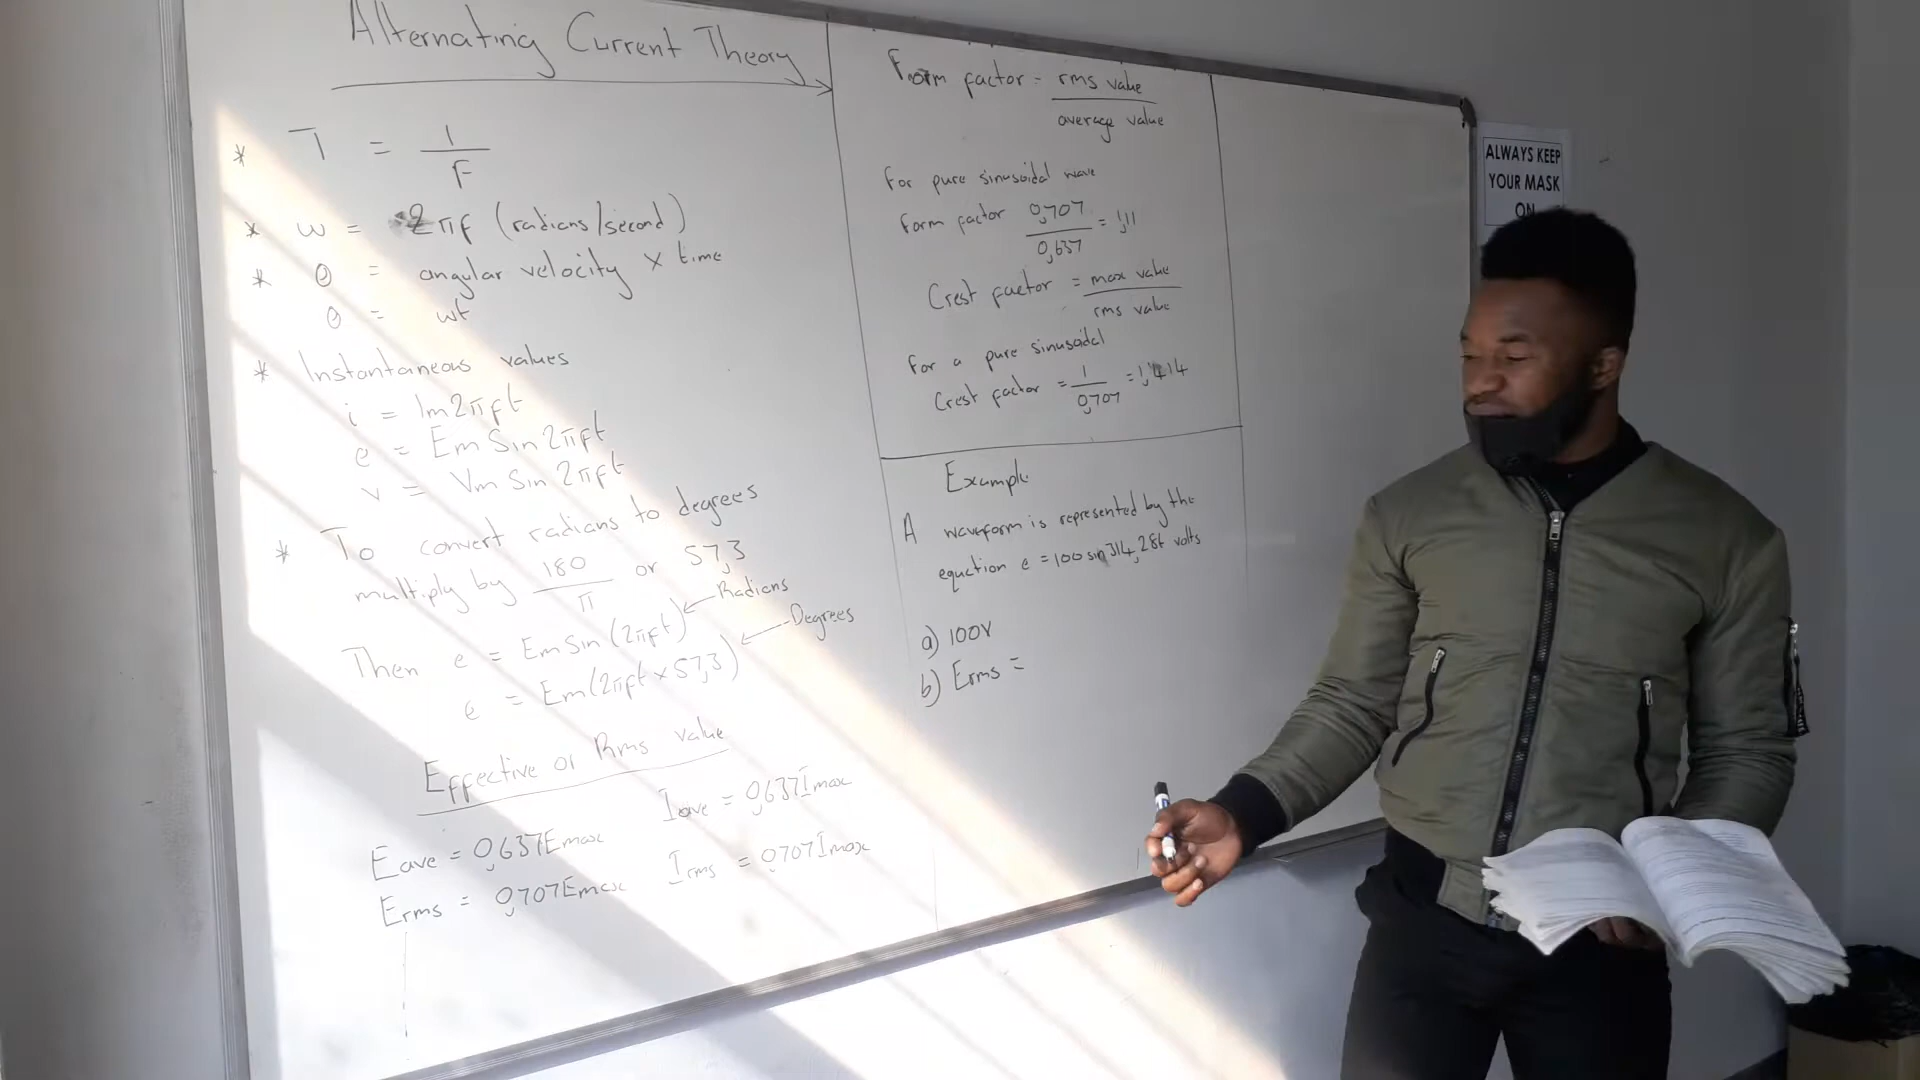 Alternating Current Theory
* T = 1/F
* w = 2πf (radians/second)
* θ = angular velocity x time
θ = wt
* Instantaneous values
i = Im2πft
e = Em Sin 2πft
v = Vm Sin 2πft
* To convert radians to degrees
multiply by 180/π or 57,3
Then e = Em Sin (2πft) ← Radians
e = Em(2πft x 57,3) ← Degrees
Effective or Rms value
Eave = 0,637Emax
Iave = 0,637Imax
Erms = 0,707Emax
Irms = 0,707Imax
Form factor = rms value / average value
for pure sinusoidal wave
form factor 0,707/0,637 = 1,11
Crest factor = max value / rms value
for a pure sinusoidal
Crest factor = 1/0,707 = 1,414
Example
A waveform is represented by the
equation e = 100 sin 314,28t volts
a) 100V
b) Erms =
ALWAYS KEEP
YOUR MASK
ON